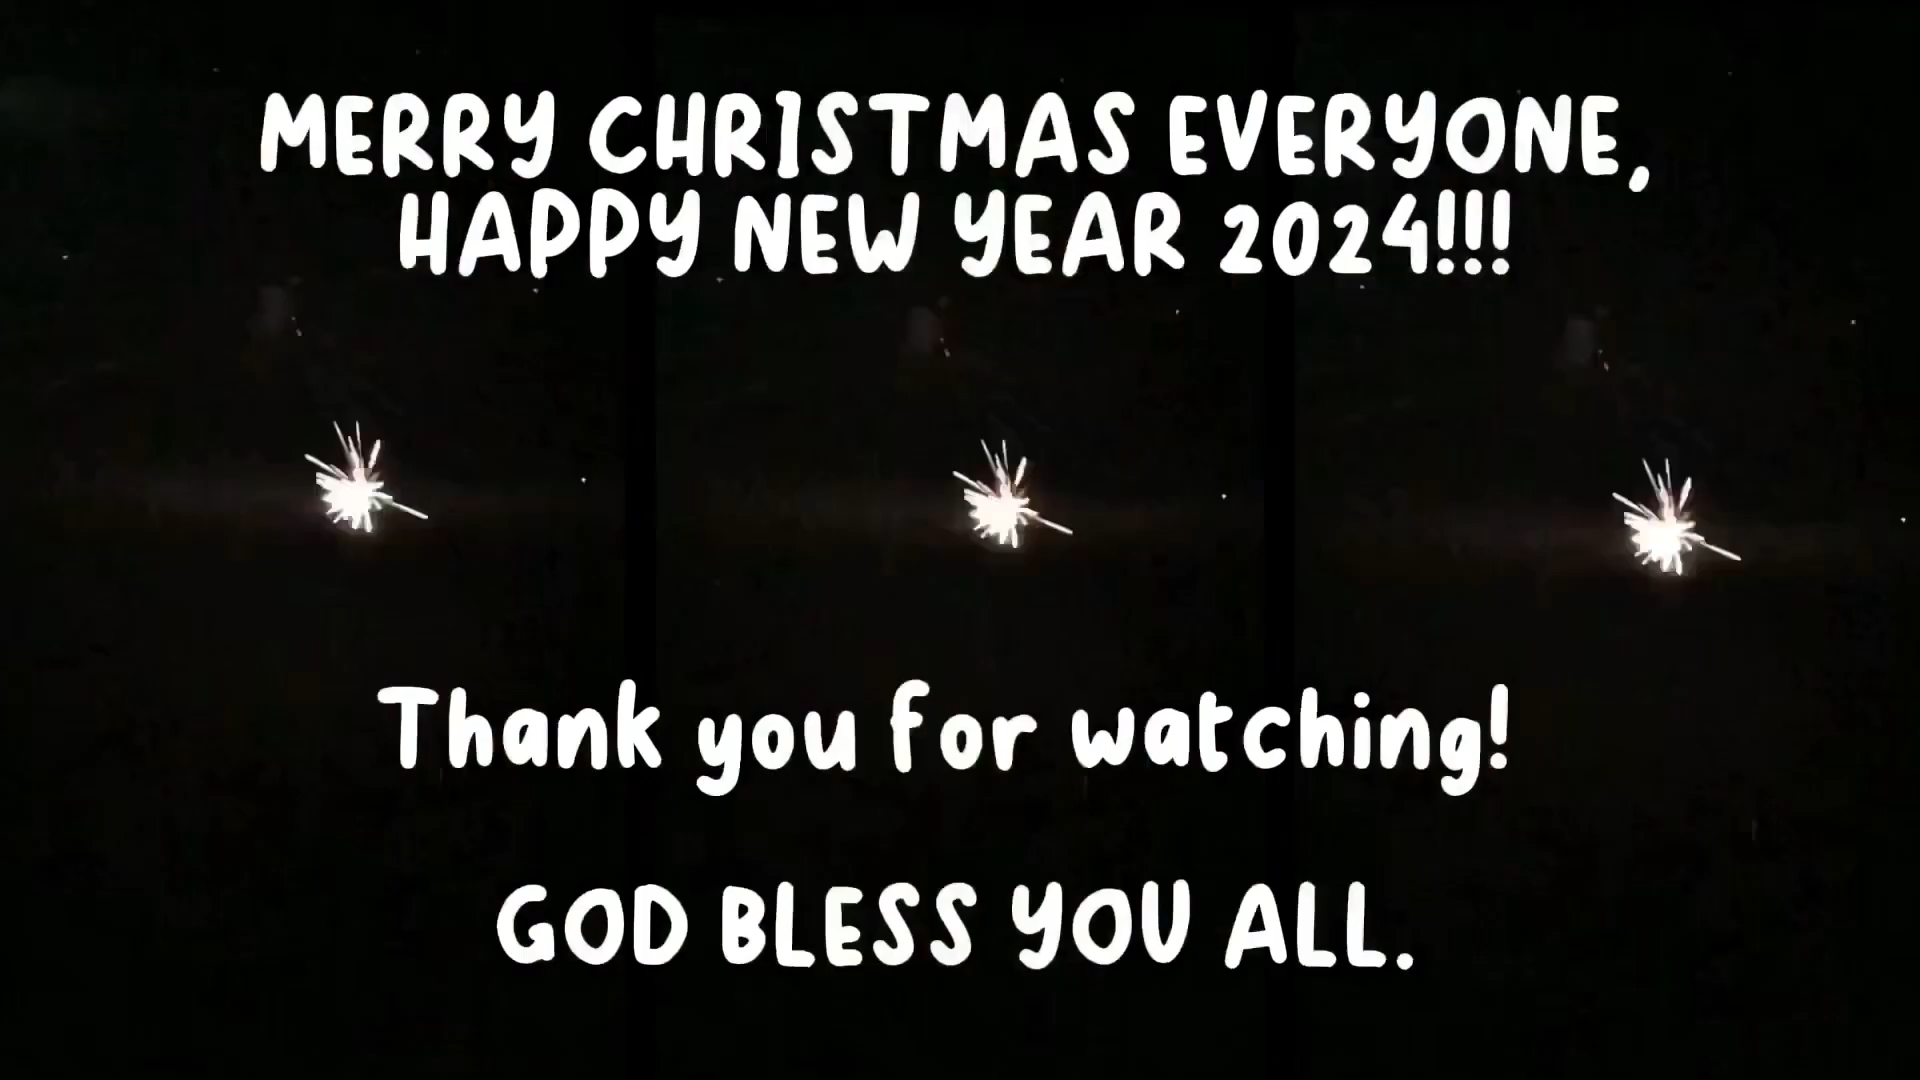 MERRY CHRISTMAS EVERYONE,
HAPPY NEW YEAR 2024!!!
Thank you for watching!
GOD BLESS YOU ALL.